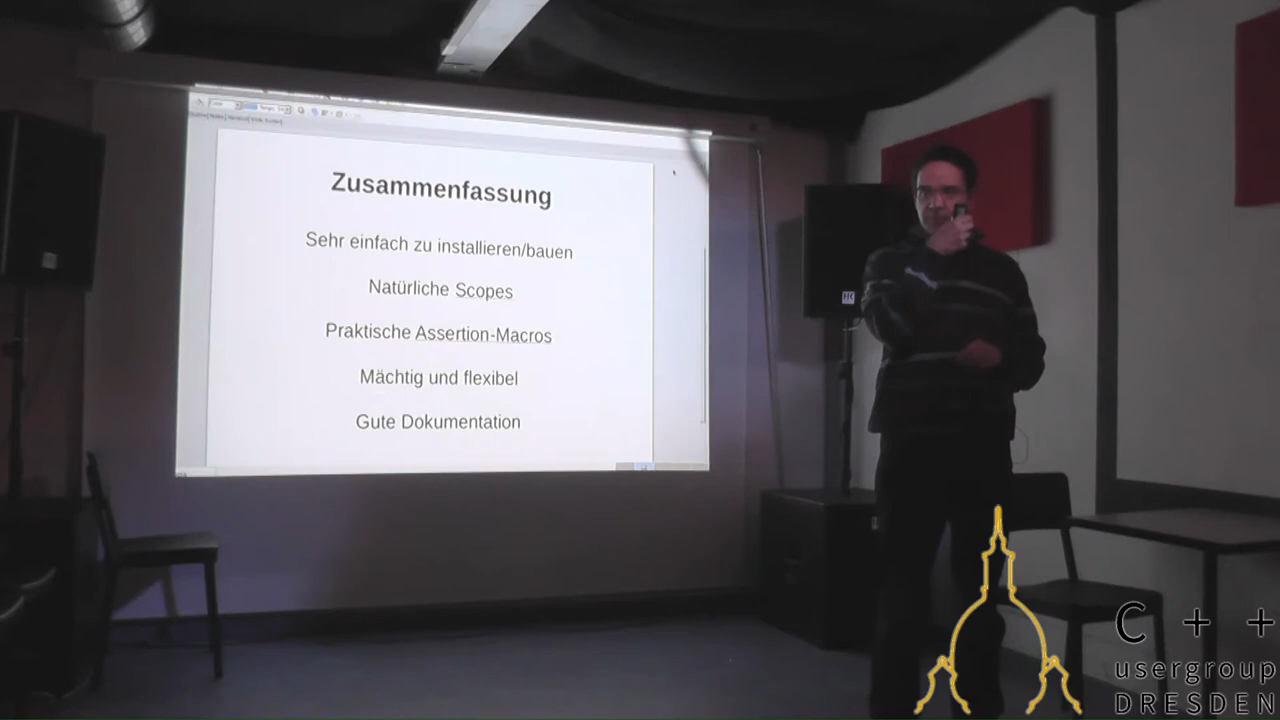 Zusammenfassung
Sehr einfach zu installieren/bauen
Natürliche Scopes
Praktische Assertion-Macros
Mächtig und flexibel
Gute Dokumentation
C + +
usergroup
DRESDEN